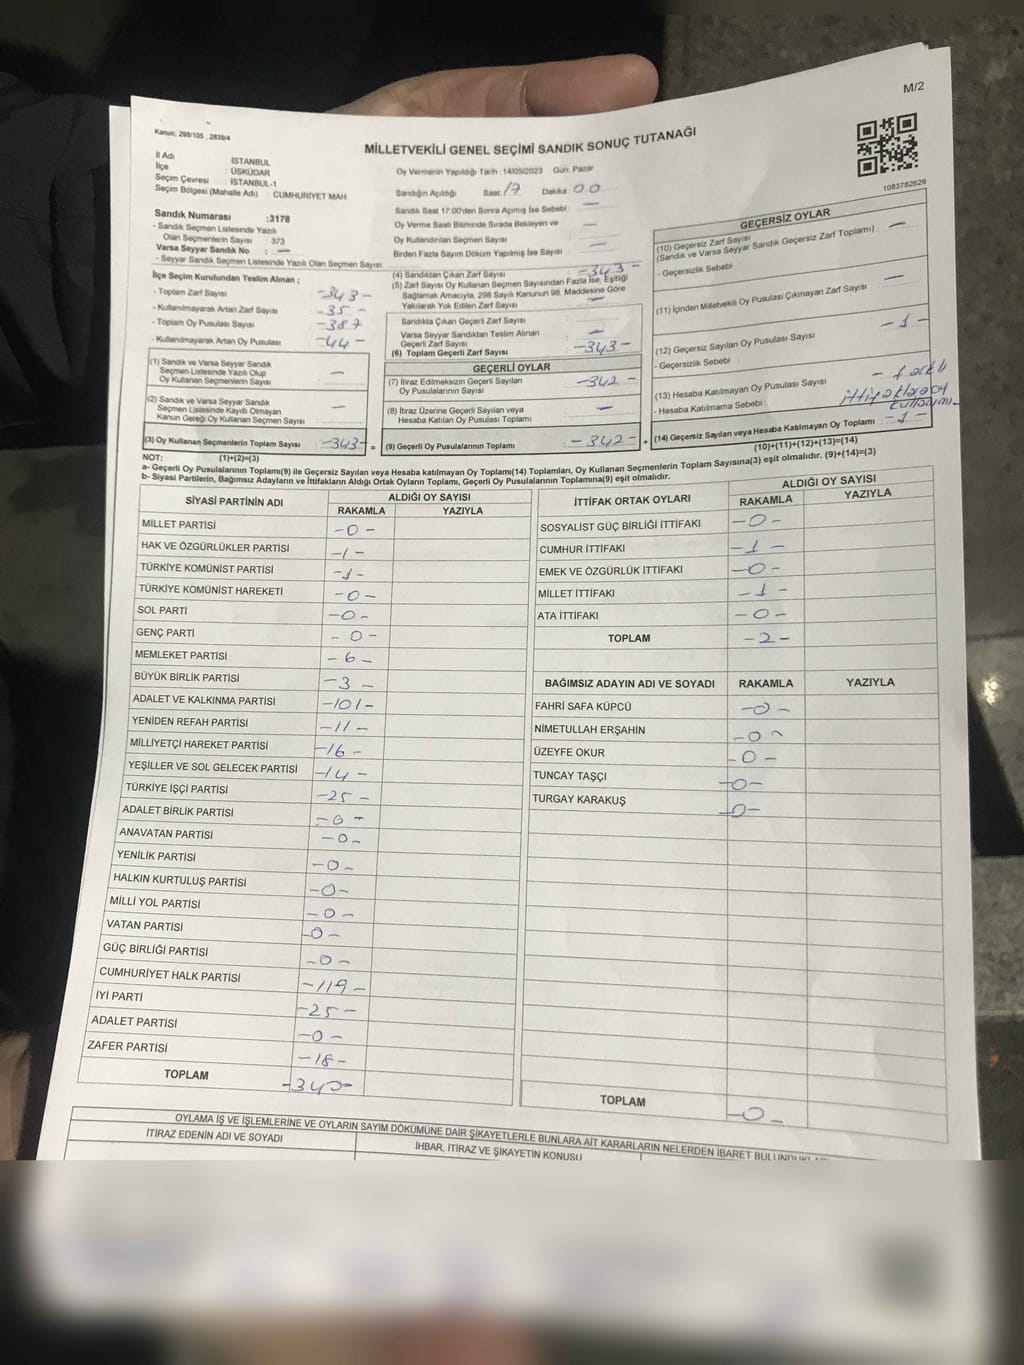 M/2
Kanun; 298/105 , 2839/4
MİLLETVEKİLİ GENEL SEÇİMİ SANDIK SONUÇ TUTANAĞI
1083782629
İl Adı : İSTANBUL
İlçe : ÜSKÜDAR
Seçim Çevresi : İSTANBUL-1
Seçim Bölgesi (Mahalle Adı) : CUMHURİYET MAH
Sandık Numarası :3178
- Sandık Seçmen Listesinde Yazılı
Olan Seçmenlerin Sayısı : 373
Varsa Seyyar Sandık No : —
- Seyyar Sandık Seçmen Listesinde Yazılı Olan Seçmen Sayısı
İlçe Seçim Kurulundan Teslim Alınan ;
- Toplam Zarf Sayısı -343-
- Kullanılmayarak Artan Zarf Sayısı -35-
- Toplam Oy Pusulası Sayısı -387
- Kullanılmayarak Artan Oy Pusulası -44-
(1) Sandık ve Varsa Seyyar Sandık
Seçmen Listesinde Yazılı Olup
Oy Kullanan Seçmenlerin Sayısı —
(2) Sandık ve Varsa Seyyar Sandık
Seçmen Listesinde Kayıtlı Olmayan
Kanun Gereği Oy Kullanan Seçmen Sayısı —
(3) Oy Kullanan Seçmenlerin Toplam Sayısı -343- =
Oy Vermenin Yapıldığı Tarih : 14/05/2023 Gün: Pazar
Sandığın Açıldığı Saat: 17 Dakika: 00
Sandık Saat 17:00'den Sonra Açılmış İse Sebebi : —
Oy Verme Saati Bitiminde Sırada Bekleyen ve —
Oy Kullandırılan Seçmen Sayısı
Birden Fazla Sayım Döküm Yapılmış İse Sayısı —
(4) Sandıktan Çıkan Zarf Sayısı -343-
(5) Zarf Sayısı Oy Kullanan Seçmen Sayısından Fazla İse, Eşitliği
Sağlamak Amacıyla, 298 Sayılı Kanunun 98. Maddesine Göre
Yakılarak Yok Edilen Zarf Sayısı —
Sandıkta Çıkan Geçerli Zarf Sayısı
Varsa Seyyar Sandıktan Teslim Alınan
Geçerli Zarf Sayısı —
(6) Toplam Geçerli Zarf Sayısı -343-
GEÇERLİ OYLAR
(7) İtiraz Edilmeksizin Geçerli Sayılan
Oy Pusulalarının Sayısı -342-
(8) İtiraz Üzerine Geçerli Sayılan veya
Hesaba Katılan Oy Pusulası Toplamı —
(9) Geçerli Oy Pusulalarının Toplamı -342- +
GEÇERSİZ OYLAR
(10) Geçersiz Zarf Sayısı
(Sandık ve Varsa Seyyar Sandık Geçersiz Zarf Toplamı) : —
- Geçersizlik Sebebi
(11) İçinden Milletvekili Oy Pusulası Çıkmayan Zarf Sayısı —
(12) Geçersiz Sayılan Oy Pusulası Sayısı -1-
- Geçersizlik Sebebi :
(13) Hesaba Katılmayan Oy Pusulası Sayısı
- Hesaba Katılmama Sebebi :
(14) Geçersiz Sayılan veya Hesaba Katılmayan Oy Toplamı : -1-
NOT: (1)+(2)=(3)
(10)+(11)+(12)+(13)=(14)
a- Geçerli Oy Pusulalarının Toplamı(9) ile Geçersiz Sayılan veya Hesaba katılmayan Oy Toplamı(14) Toplamları, Oy Kullanan Seçmenlerin Toplam Sayısına(3) eşit olmalıdır. (9)+(14)=(3)
b- Siyasi Partilerin, Bağımsız Adayların ve İttifakların Aldığı Oyların Toplamı, Geçerli Oy Pusulalarının Toplamına(9) eşit olmalıdır.
SİYASİ PARTİNİN ADI ALDIĞI OY SAYISI
RAKAMLA YAZIYLA
MİLLET PARTİSİ -0-
HAK VE ÖZGÜRLÜKLER PARTİSİ -1-
TÜRKİYE KOMÜNİST PARTİSİ -1-
TÜRKİYE KOMÜNİST HAREKETİ -0-
SOL PARTİ -0-
GENÇ PARTİ -0-
MEMLEKET PARTİSİ -6-
BÜYÜK BİRLİK PARTİSİ -3-
ADALET VE KALKINMA PARTİSİ -101-
YENİDEN REFAH PARTİSİ -11-
MİLLİYETÇİ HAREKET PARTİSİ -16-
YEŞİLLER VE SOL GELECEK PARTİSİ -14-
TÜRKİYE İŞÇİ PARTİSİ -25-
ADALET BİRLİK PARTİSİ -0-
ANAVATAN PARTİSİ -0-
YENİLİK PARTİSİ -0-
HALKIN KURTULUŞ PARTİSİ -0-
MİLLİ YOL PARTİSİ -0-
VATAN PARTİSİ -0-
GÜÇ BİRLİĞİ PARTİSİ -0-
CUMHURİYET HALK PARTİSİ -119-
İYİ PARTİ -25-
ADALET PARTİSİ -0-
ZAFER PARTİSİ -18-
TOPLAM -340-
İTTİFAK ORTAK OYLARI ALDIĞI OY SAYISI
RAKAMLA YAZIYLA
SOSYALİST GÜÇ BİRLİĞİ İTTİFAKI -0-
CUMHUR İTTİFAKI -1-
EMEK VE ÖZGÜRLÜK İTTİFAKI -0-
MİLLET İTTİFAKI -1-
ATA İTTİFAKI -0-
TOPLAM -2-
BAĞIMSIZ ADAYIN ADI VE SOYADI RAKAMLA YAZIYLA
FAHRİ SAFA KÜPCÜ -0-
NİMETULLAH ERŞAHİN -0-
ÜZEYFE OKUR -0-
TUNCAY TAŞÇI -0-
TURGAY KARAKUŞ -0-
TOPLAM -0-
OYLAMA İŞ VE İŞLEMLERİNE VE OYLARIN SAYIM DÖKÜMÜNE DAİR ŞİKAYETLERLE BUNLARA AİT KARARLARIN NELERDEN İBARET
İTİRAZ EDENİN ADI VE SOYADI
İHBAR, İTİRAZ VE ŞİKAYETİN KONUSU